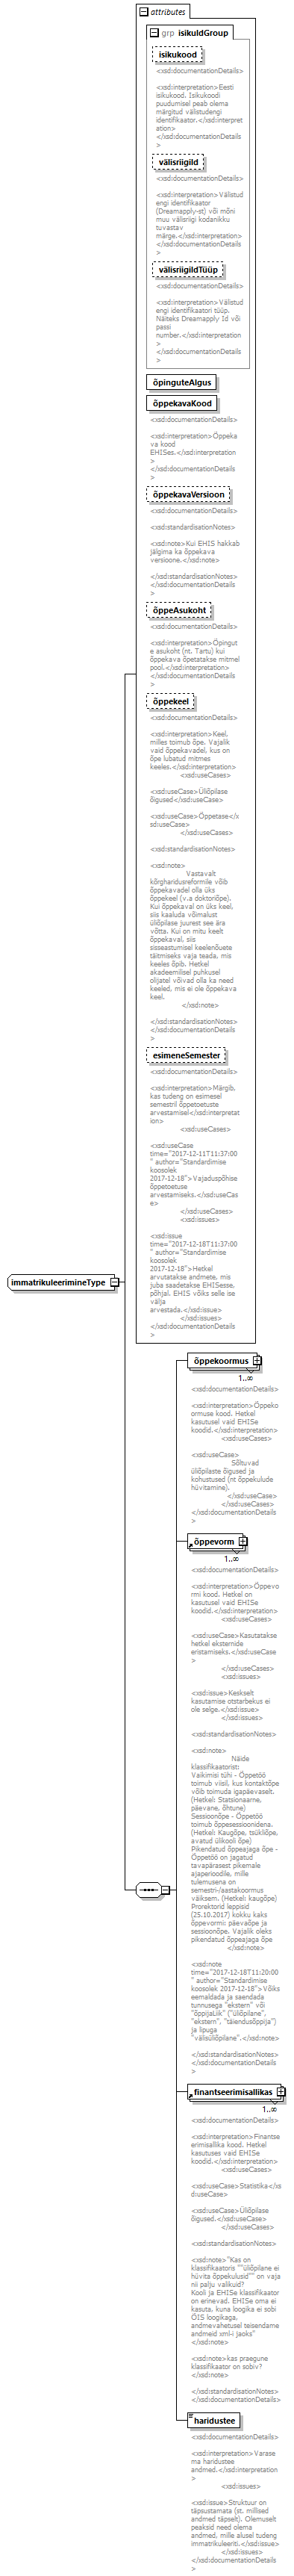 attributes
grp isikuIdGroup
isikukood
<xsd:documentationDetails>
<xsd:interpretation>Eesti
isikukood. Isikukoodi
puudumisel peab olema
märgitud välistudengi
identifikaator.</xsd:interpret
ation>
</xsd:documentationDetails
>
välisriigiId
<xsd:documentationDetails>
<xsd:interpretation>Välistud
engi identifikaator
(Dreamapply-st) või mõni
muu välisriigi kodanikku
tuvastav
märge.</xsd:interpretation>
</xsd:documentationDetails
>
välisriigiIdTüüp
<xsd:documentationDetails>
<xsd:interpretation>Välistud
engi identifikaatori tüüp.
Näiteks Dreamapply Id või
passi
number.</xsd:interpretation
>
</xsd:documentationDetails
>
õpinguteAlgus
õppekavaKood
<xsd:documentationDetails>
<xsd:interpretation>Õppeka
va kood
EHISes.</xsd:interpretation
>
</xsd:documentationDetails
>
õppekavaVersioon
<xsd:documentationDetails>
<xsd:standardisationNotes>
<xsd:note>Kui EHIS hakkab
jälgima ka õppekava
versioone.</xsd:note>
</xsd:standardisationNotes>
</xsd:documentationDetails
>
õppeAsukoht
<xsd:documentationDetails>
<xsd:interpretation>Õpingut
e asukoht (nt. Tartu) kui
õppekava õpetatakse mitmel
pool.</xsd:interpretation>
</xsd:documentationDetails
>
õppekeel
<xsd:documentationDetails>
<xsd:interpretation>Keel,
milles toimub õpe. Vajalik
vaid õppekavadel, kus on
õpe lubatud mitmes
keeles.</xsd:interpretation>
<xsd:useCases>
<xsd:useCase>Üliõpilase
õigused</xsd:useCase>
<xsd:useCase>Õppetase</x
sd:useCase>
</xsd:useCases>
<xsd:standardisationNotes>
<xsd:note>
Vastavalt
kõrgharidusreformile võib
õppekavadel olla üks
õppekeel (v.a doktoriõpe).
Kui õppekaval on üks keel,
siis kaaluda võimalust
üliõpilase juurest see ära
võtta. Kui on mitu keelt
õppekaval, siis
sisseastumisel keelenõuete
täitmiseks vaja teada, mis
keeles õpib. Hetkel
akadeemilisel puhkusel
olijatel võivad olla ka need
keeled, mis ei ole õppekava
keel.
</xsd:note>
</xsd:standardisationNotes>
</xsd:documentationDetails
>
esimeneSemester
<xsd:documentationDetails>
<xsd:interpretation>Märgib,
kas tudeng on esimesel
semestril õppetoetuste
arvestamisel</xsd:interpretat
ion>
<xsd:useCases>
<xsd:useCase
time="2017-12-11T11:37:00
" author="Standardimise
koosolek
2017-12-18">Vajaduspõhise
õppetoetuse
arvestamiseks.</xsd:useCas
e>
</xsd:useCases>
<xsd:issues>
<xsd:issue
time="2017-12-18T11:37:00
" author="Standardimise
koosolek
2017-12-18">Hetkel
arvutatakse andmete, mis
juba saadetakse EHISesse,
põhjal. EHIS võiks selle ise
välja
arvestada.</xsd:issue>
</xsd:issues>
</xsd:documentationDetails
>
immatrikuleerimineType
õppekoormus
1..∞
<xsd:documentationDetails>
<xsd:interpretation>Õppeko
ormuse kood. Hetkel
kasutusel vaid EHISe
koodid.</xsd:interpretation>
<xsd:useCases>
<xsd:useCase>
Sõltuvad
üliõpilaste õigused ja
kohustused (nt õppekulude
hüvitamine).
</xsd:useCase>
</xsd:useCases>
</xsd:documentationDetails
>
õppevorm
1..∞
<xsd:documentationDetails>
<xsd:interpretation>Õppevo
rmi kood. Hetkel on
kasutusel vaid EHISe
koodid.</xsd:interpretation>
<xsd:useCases>
<xsd:useCase>Kasutatakse
hetkel eksternide
eristamiseks.</xsd:useCase
>
</xsd:useCases>
<xsd:issues>
<xsd:issue>Keskselt
kasutamise otstarbekus ei
ole selge.</xsd:issue>
</xsd:issues>
<xsd:standardisationNotes>
<xsd:note>
Näide
klassifikaatorist:
Vaikimisi tühi - Õppetöö
toimub viisil, kus kontaktõpe
võib toimuda igapäevaselt.
(Hetkel: Statsionaarne,
päevane, õhtune)
Sessioonõpe - Õppetöö
toimub õppesessioonidena.
(Hetkel: Kaugõpe, tsükliõpe,
avatud ülikooli õpe)
Pikendatud õppeajaga õpe -
Õppetöö on jagatud
tavapärasest pikemale
ajaperioodile, mille
tulemusena on
semestri-/aastakoormus
väiksem. (Hetkel: kaugõpe)
Prorektorid leppisid
(25.10.2017) kokku kaks
õppevormi: päevaõpe ja
sessioonõpe. Vajalik oleks
pikendatud õppeajaga õpe
</xsd:note>
<xsd:note
time="2017-12-18T11:20:00
" author="Standardimise
koosolek 2017-12-18">Võiks
eemaldada ja saendada
tunnusega "ekstern" või
"õppijaLiik" ("üliõpilane",
"ekstern", "täiendusõppija")
ja lipuga
"välisüliõpilane".</xsd:note>
</xsd:standardisationNotes>
</xsd:documentationDetails
>
finantseerimisallikas
1..∞
<xsd:documentationDetails>
<xsd:interpretation>Finantse
erimisallika kood. Hetkel
kasutuses vaid EHISe
koodid.</xsd:interpretation>
<xsd:useCases>
<xsd:useCase>Statistika</xs
d:useCase>
<xsd:useCase>Üliõpilase
õigused.</xsd:useCase>
</xsd:useCases>
<xsd:standardisationNotes>
<xsd:note>"Kas on
klassifikaatoris ""üliõpilane ei
hüvita õppekulusid"" on vaja
nii palju valikuid?
Kooli ja EHISe klassifikaator
on erinevad. EHISe oma ei
kasuta, kuna loogika ei sobi
ÕIS loogikaga,
andmevahetusel teisendame
andmeid xml-i jaoks"
</xsd:note>
<xsd:note>kas praegune
klassifikaator on sobiv?
</xsd:note>
</xsd:standardisationNotes>
</xsd:documentationDetails>
haridustee
<xsd:documentationDetails>
<xsd:interpretation>Varase
ma haridustee
andmed.</xsd:interpretation
>
<xsd:issues>
<xsd:issue>Struktuur on
täpsustamata (st. millised
andmed täpselt). Olemuselt
peaksid need olema
andmed, mille alusel tudeng
immatrikuleeriti.</xsd:issue>
</xsd:issues>
</xsd:documentationDetails
>